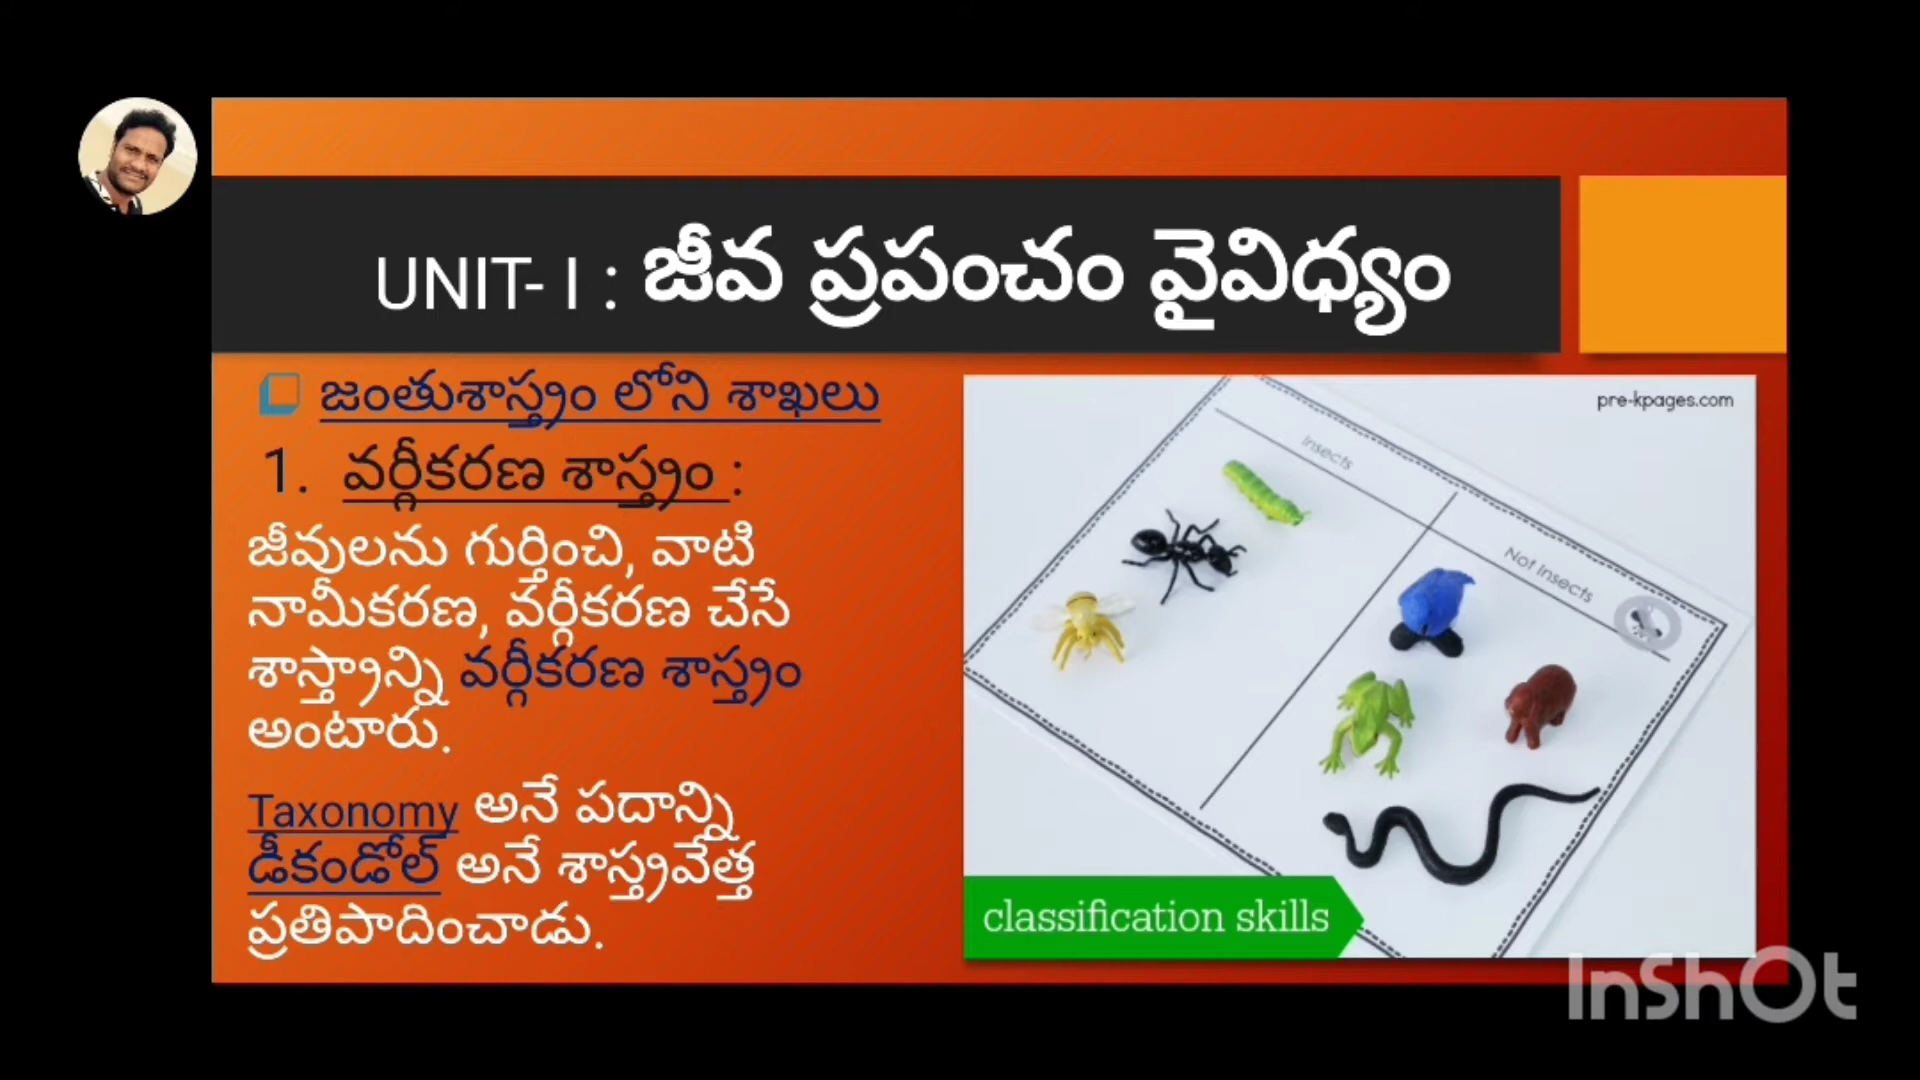 UNIT- I : జీవ ప్రపంచం వైవిధ్యం
జంతుశాస్త్రం లోని శాఖలు
1. వర్గీకరణ శాస్త్రం :
జీవులను గుర్తించి, వాటి
నామీకరణ, వర్గీకరణ చేసే
శాస్త్రాన్ని వర్గీకరణ శాస్త్రం
అంటారు.
Taxonomy అనే పదాన్ని
డీకండోల్ అనే శాస్త్రవేత్త
ప్రతిపాదించాడు.
pre-kpages.com
Insects
Not Insects
classification skills
InShOt